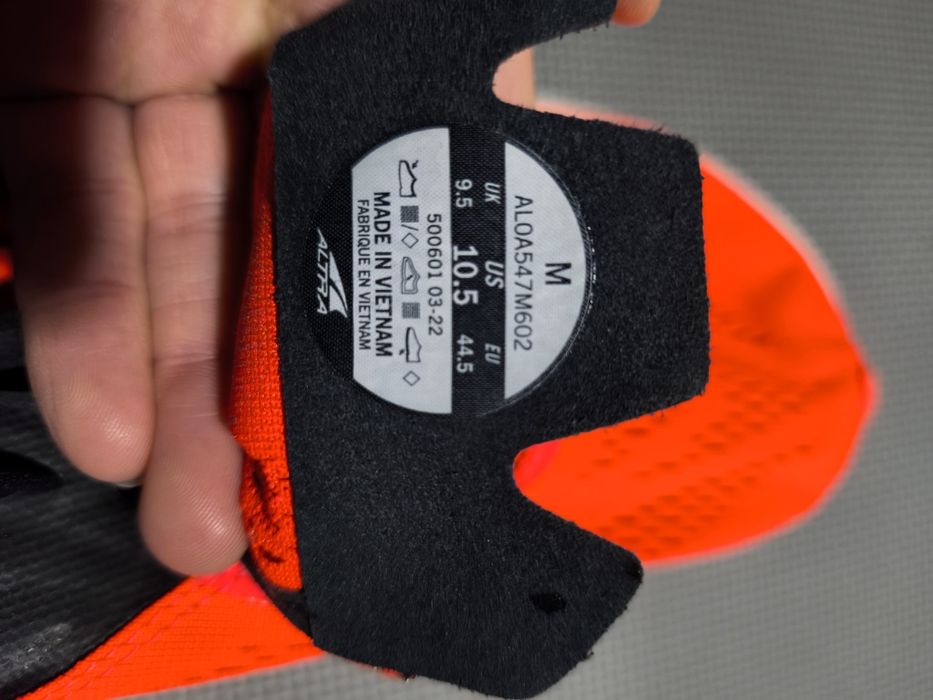 M
AL0A547M602
UK US EU
9.5 10.5 44.5
500601 03-22
MADE IN VIETNAM
FABRIQUE EN VIETNAM
ALTRA